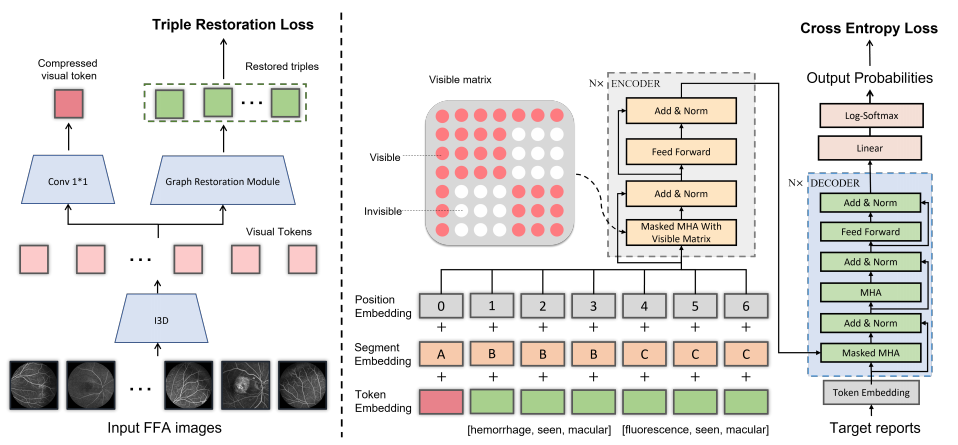 Triple Restoration Loss
Compressed
visual token
Restored triples
Conv 1*1
Graph Restoration Module
Visual Tokens
I3D
Input FFA images
Visible matrix
Visible
Invisible
N× ENCODER
Add & Norm
Feed Forward
Add & Norm
Masked MHA With
Visible Matrix
Position
Embedding
0 1 2 3 4 5 6
+ + + + + + +
Segment
Embedding
A B B B C C C
+ + + + + + +
Token
Embedding
[hemorrhage, seen, macular] [fluorescence, seen, macular]
Cross Entropy Loss
Output Probabilities
Log-Softmax
Linear
N× DECODER
Add & Norm
Feed Forward
Add & Norm
MHA
Add & Norm
Masked MHA
Token Embedding
Target reports